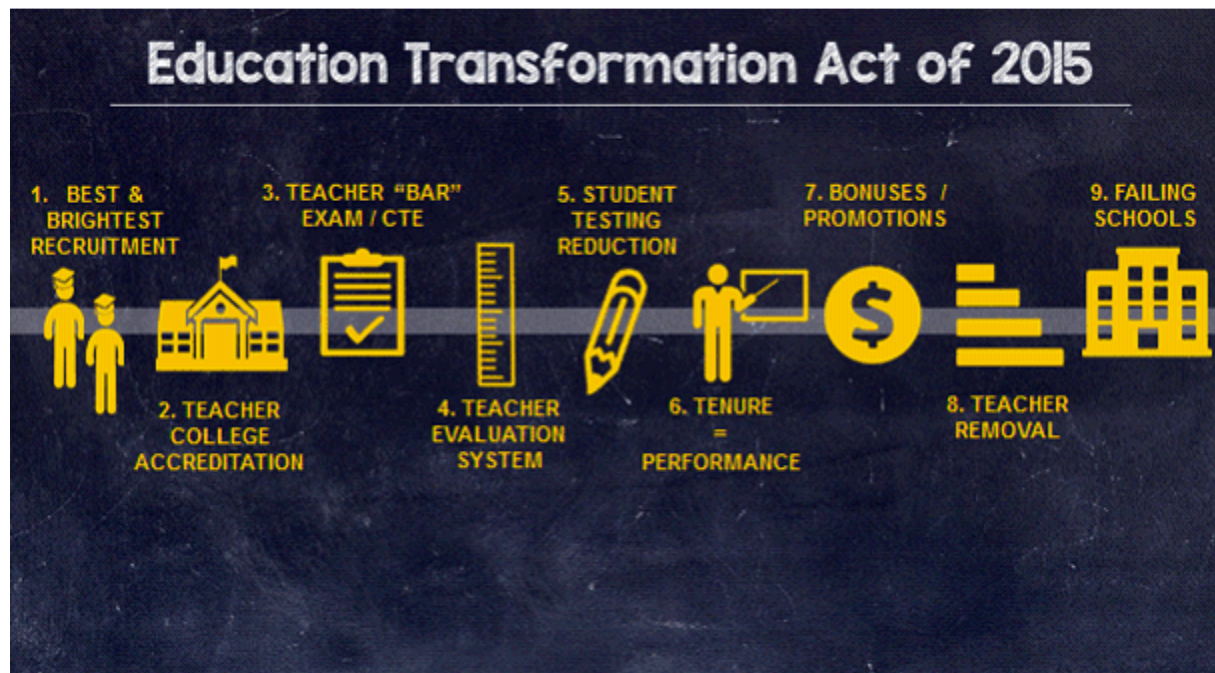 Education Transformation Act of 2015
1. BEST &
BRIGHTEST
RECRUITMENT
2. TEACHER
COLLEGE
ACCREDITATION
3. TEACHER “BAR”
EXAM / CTE
4. TEACHER
EVALUATION
SYSTEM
5. STUDENT
TESTING
REDUCTION
6. TENURE
=
PERFORMANCE
7. BONUSES /
PROMOTIONS
$
8. TEACHER
REMOVAL
9. FAILING
SCHOOLS